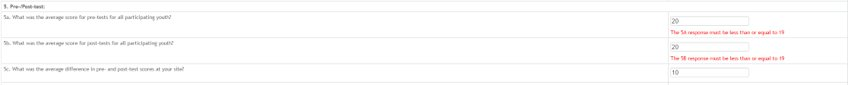 5. Pre-/Post-test:
5a. What was the average score for pre-tests for all participating youth?
20
The 5A response must be less than or equal to 19
5b. What was the average score for post-tests for all participating youth?
20
The 5B response must be less than or equal to 19
5c. What was the average difference in pre- and post-test scores at your site?
10